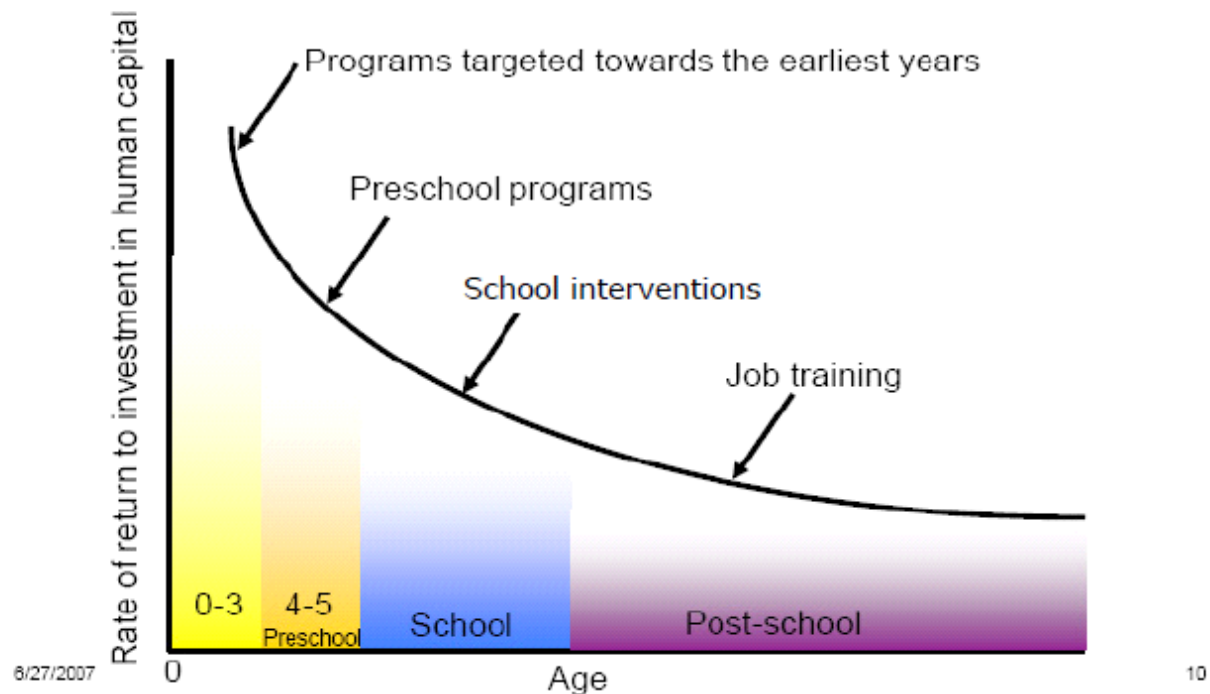 Rate of return to investment in human capital
Programs targeted towards the earliest years
Preschool programs
School interventions
Job training
0-3
4-5
Preschool
School
Post-school
6/27/2007
0
Age
10